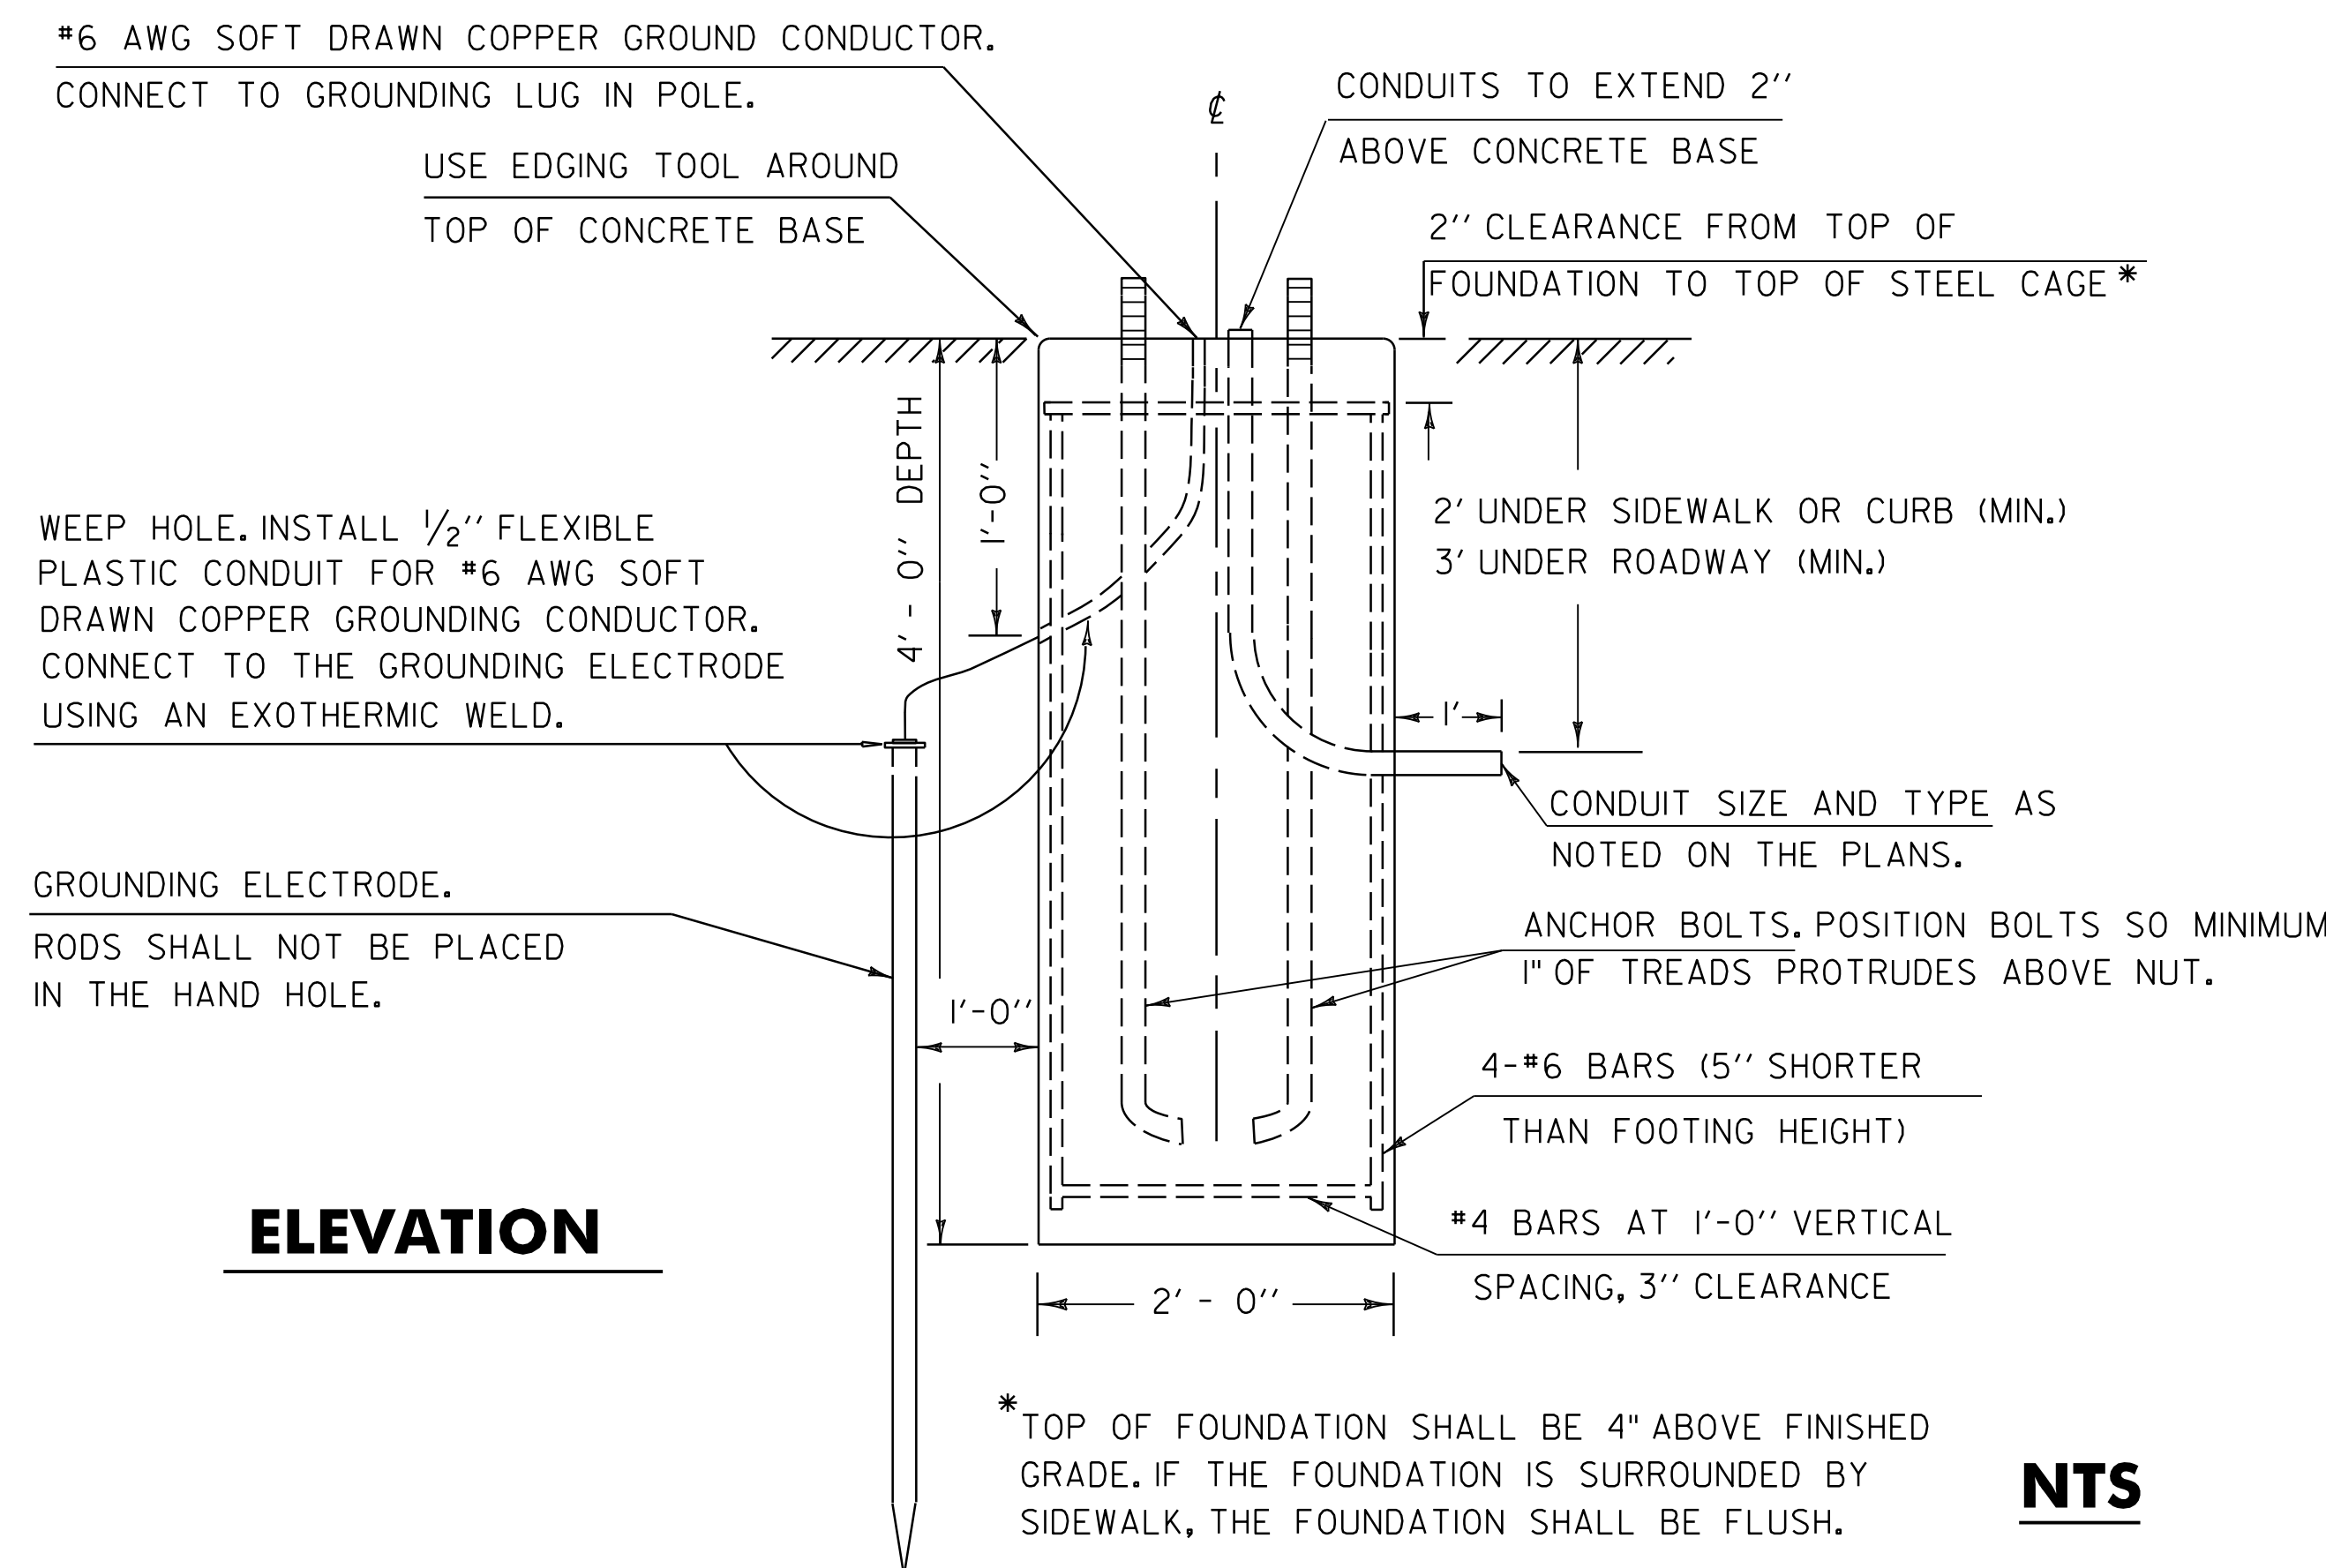 #6 AWG SOFT DRAWN COPPER GROUND CONDUCTOR.
CONNECT TO GROUNDING LUG IN POLE.
USE EDGING TOOL AROUND
TOP OF CONCRETE BASE
℄
CONDUITS TO EXTEND 2''
ABOVE CONCRETE BASE
2'' CLEARANCE FROM TOP OF
FOUNDATION TO TOP OF STEEL CAGE *
4' - 0'' DEPTH
1'-0''
2' UNDER SIDEWALK OR CURB (MIN.)
3' UNDER ROADWAY (MIN.)
WEEP HOLE. INSTALL 1/2'' FLEXIBLE
PLASTIC CONDUIT FOR #6 AWG SOFT
DRAWN COPPER GROUNDING CONDUCTOR.
CONNECT TO THE GROUNDING ELECTRODE
USING AN EXOTHERMIC WELD.
1'
CONDUIT SIZE AND TYPE AS
NOTED ON THE PLANS.
GROUNDING ELECTRODE.
RODS SHALL NOT BE PLACED
IN THE HAND HOLE.
ANCHOR BOLTS. POSITION BOLTS SO MINIMUM
1" OF TREADS PROTRUDES ABOVE NUT.
1'-0''
4-#6 BARS (5'' SHORTER
THAN FOOTING HEIGHT)
#4 BARS AT 1'-0'' VERTICAL
SPACING, 3'' CLEARANCE
ELEVATION
2' - 0''
* TOP OF FOUNDATION SHALL BE 4" ABOVE FINISHED
GRADE. IF THE FOUNDATION IS SURROUNDED BY
SIDEWALK, THE FOUNDATION SHALL BE FLUSH.
NTS